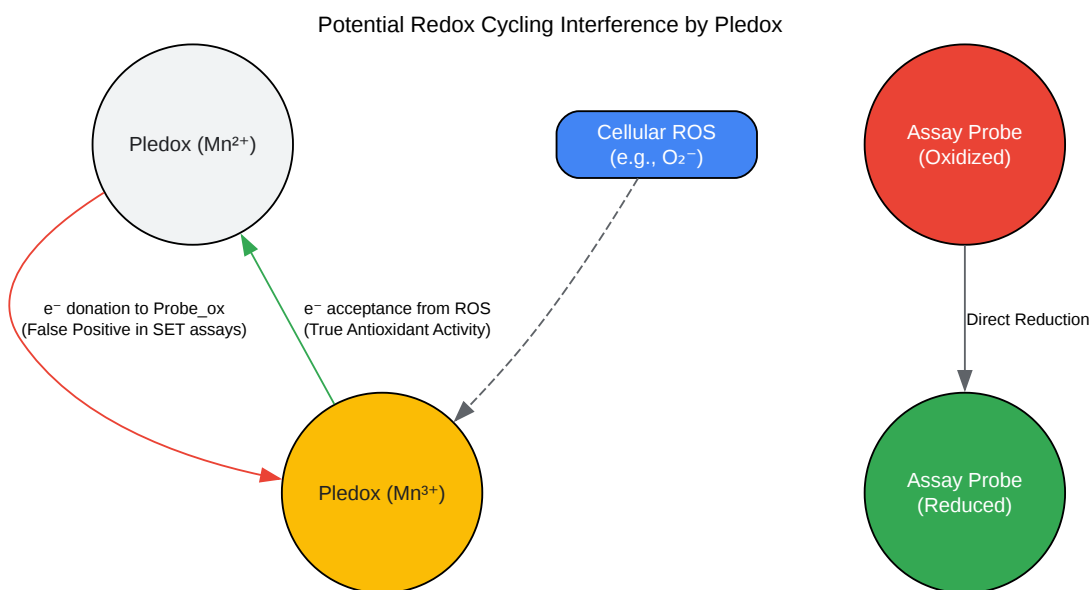 Potential Redox Cycling Interference by Pledox
Pledox (Mn²⁺)
Cellular ROS
(e.g., O₂⁻)
Assay Probe
(Oxidized)
e⁻ donation to Probe_ox
(False Positive in SET assays)
e⁻ acceptance from ROS
(True Antioxidant Activity)
Direct Reduction
Pledox (Mn³⁺)
Assay Probe
(Reduced)